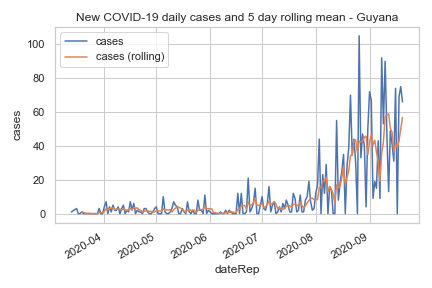 New COVID-19 daily cases and 5 day rolling mean - Guyana
cases
cases (rolling)
100
80
60
40
20
0
cases
2020-04
2020-05
2020-06
2020-07
2020-08
2020-09
dateRep